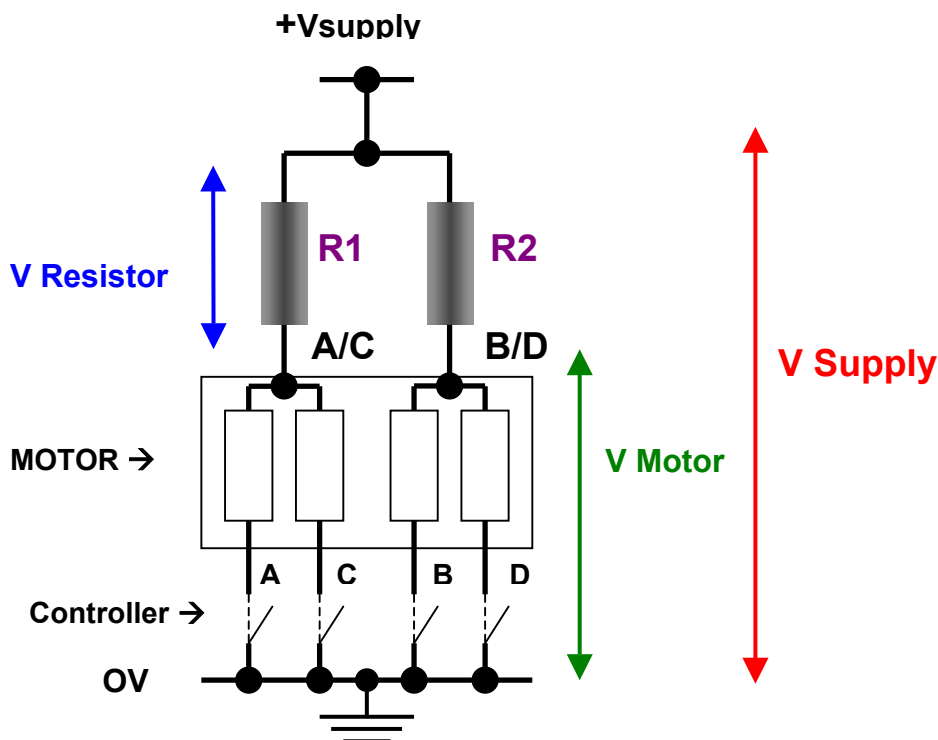 +Vsupply
R1
R2
V Resistor
A/C
B/D
V Supply
MOTOR →
V Motor
A
C
B
D
Controller →
OV